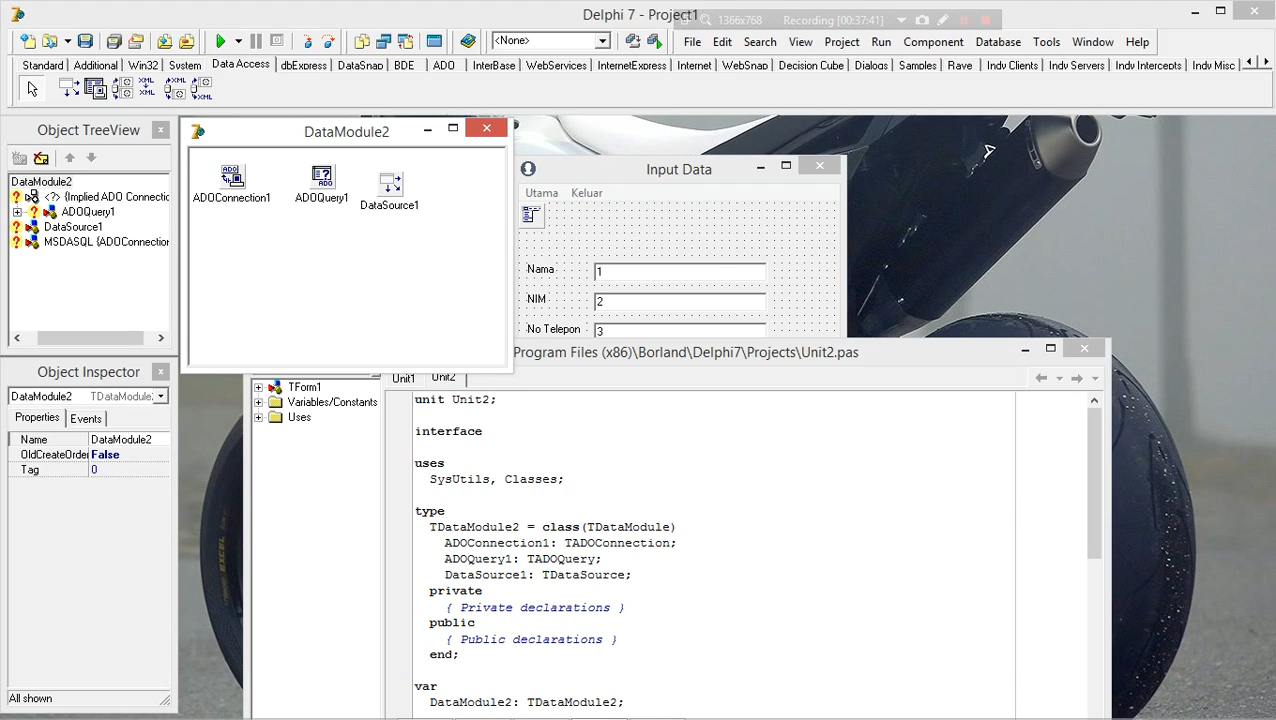 Delphi 7 - Project1
1366x768 Recording [00:37:41]
<None>
File Edit Search View Project Run Component Database Tools Window Help
Standard Additional Win32 System Data Access dbExpress DataSnap BDE ADO InterBase WebServices InternetExpress Internet WebSnap Decision Cube Dialogs Samples Rave Indy Clients Indy Servers Indy Intercepts Indy Misc
Object TreeView
DataModule2
<?> {Implied ADO Connectic
ADOQuery1
DataSource1
MSDASQL {ADOConnection
Object Inspector
DataModule2 TDataModule
Properties Events
Name DataModule2
OldCreateOrder False
Tag 0
All shown
DataModule2
ADOConnection1
ADOQuery1
DataSource1
Input Data
Utama Keluar
Nama 1
NIM 2
No Telepon 3
Program Files (x86)\Borland\Delphi7\Projects\Unit2.pas
TForm1
Variables/Constants
Uses
Unit1 Unit2
unit Unit2;
interface
uses
SysUtils, Classes;
type
TDataModule2 = class(TDataModule)
ADOConnection1: TADOConnection;
ADOQuery1: TADOQuery;
DataSource1: TDataSource;
private
{ Private declarations }
public
{ Public declarations }
end;
var
DataModule2: TDataModule2;